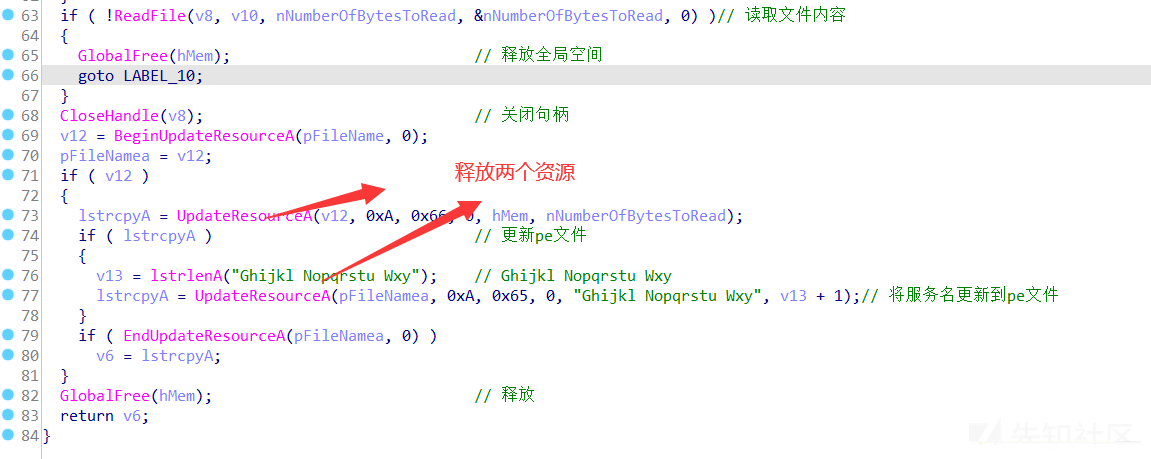 63 if ( !ReadFile(v8, v10, nNumberOfBytesToRead, &nNumberOfBytesToRead, 0) )// 读取文件内容
64 {
65 GlobalFree(hMem); // 释放全局空间
66 goto LABEL_10;
67 }
68 CloseHandle(v8); // 关闭句柄
69 v12 = BeginUpdateResourceA(pFileName, 0);
70 pFileNamea = v12;
71 if ( v12 )
释放两个资源
72 {
73 lstrcpyA = UpdateResourceA(v12, 0xA, 0x66, 0, hMem, nNumberOfBytesToRead);
74 if ( lstrcpyA ) // 更新pe文件
75 {
76 v13 = lstrlenA("Ghijkl Nopqrstu Wxy"); // Ghijkl Nopqrstu Wxy
77 lstrcpyA = UpdateResourceA(pFileNamea, 0xA, 0x65, 0, "Ghijkl Nopqrstu Wxy", v13 + 1);// 将服务名更新到pe文件
78 }
79 if ( EndUpdateResourceA(pFileNamea, 0) )
80 v6 = lstrcpyA;
81 }
82 GlobalFree(hMem); // 释放
83 return v6;
84 }
先知社区